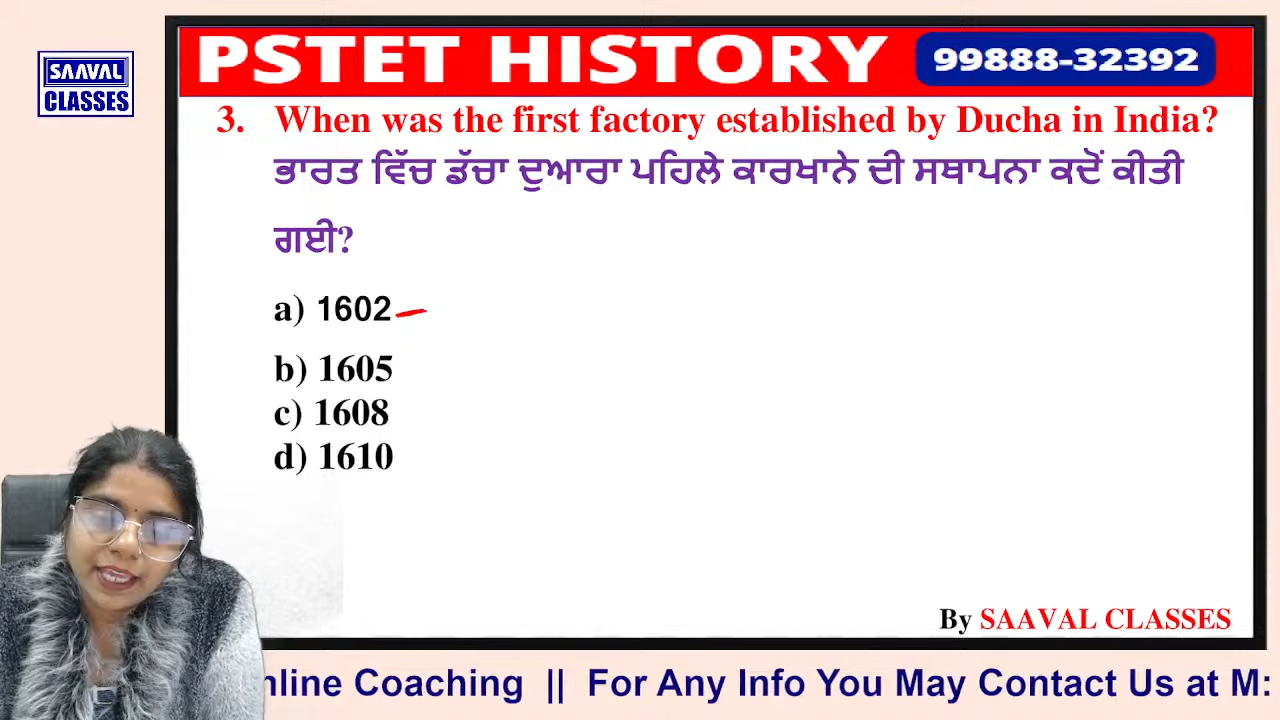 SAAVAL
CLASSES
PSTET HISTORY
99888-32392
3. When was the first factory established by Ducha in India?
ਭਾਰਤ ਵਿੱਚ ਡੱਚਾ ਦੁਆਰਾ ਪਹਿਲੇ ਕਾਰਖਾਨੇ ਦੀ ਸਥਾਪਨਾ ਕਦੋਂ ਕੀਤੀ
ਗਈ?
a) 1602
b) 1605
c) 1608
d) 1610
By SAAVAL CLASSES
nline Coaching || For Any Info You May Contact Us at M: